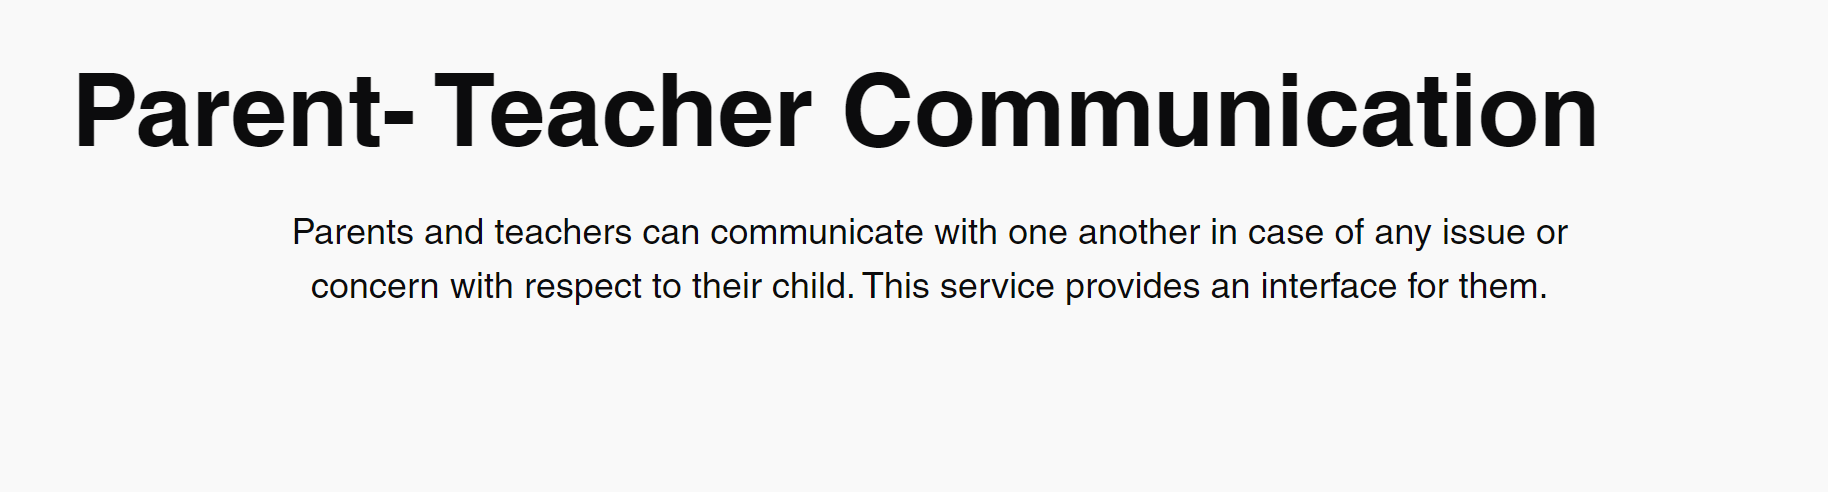 Parent- Teacher Communication
Parents and teachers can communicate with one another in case of any issue or
concern with respect to their child. This service provides an interface for them.